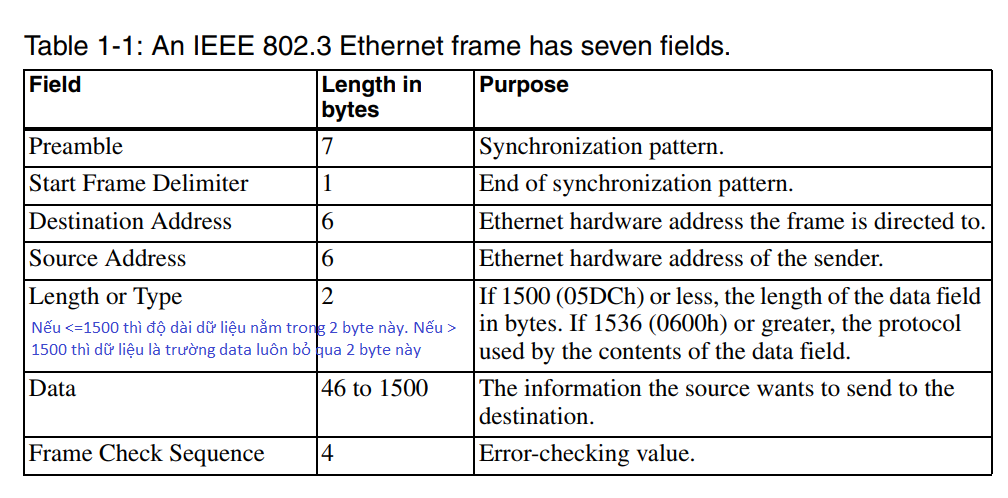 Table 1-1: An IEEE 802.3 Ethernet frame has seven fields.
Field Length in bytes Purpose
Preamble 7 Synchronization pattern.
Start Frame Delimiter 1 End of synchronization pattern.
Destination Address 6 Ethernet hardware address the frame is directed to.
Source Address 6 Ethernet hardware address of the sender.
Length or Type 2 If 1500 (05DCh) or less, the length of the data field
in bytes. If 1536 (0600h) or greater, the protocol
used by the contents of the data field.
Nếu <=1500 thì độ dài dữ liệu nằm trong 2 byte này. Nếu >
1500 thì dữ liệu là trường data luôn bỏ qua 2 byte này
Data 46 to 1500 The information the source wants to send to the
destination.
Frame Check Sequence 4 Error-checking value.